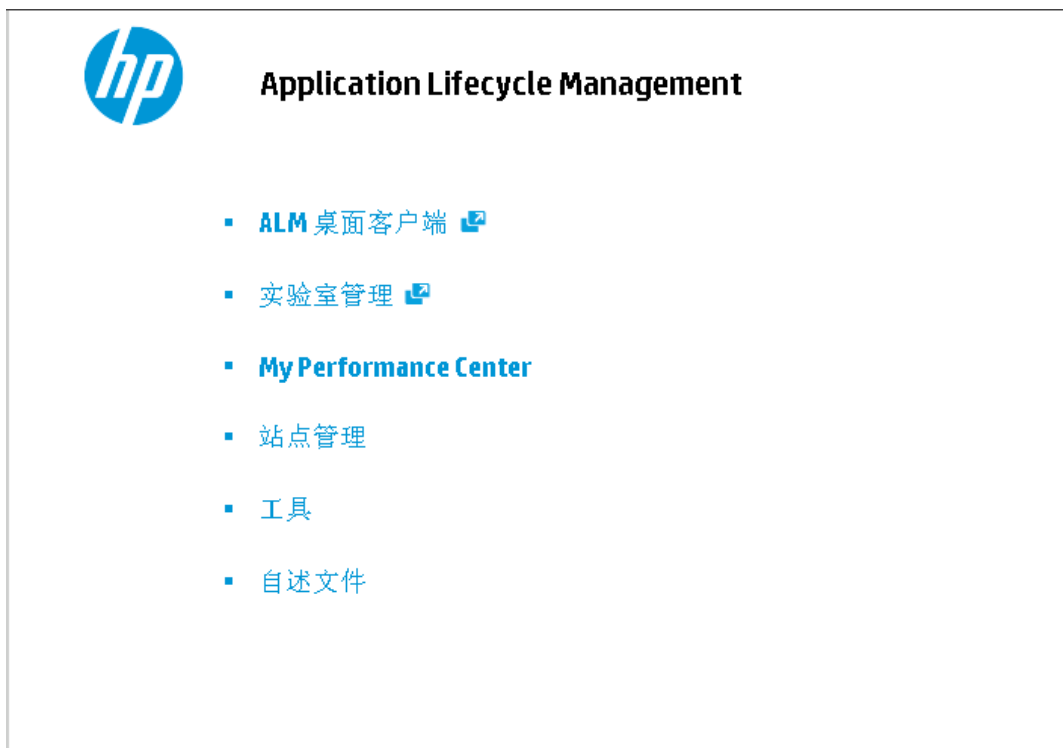 hp
Application Lifecycle Management
ALM 桌面客户端
实验室管理
My Performance Center
站点管理
工具
自述文件